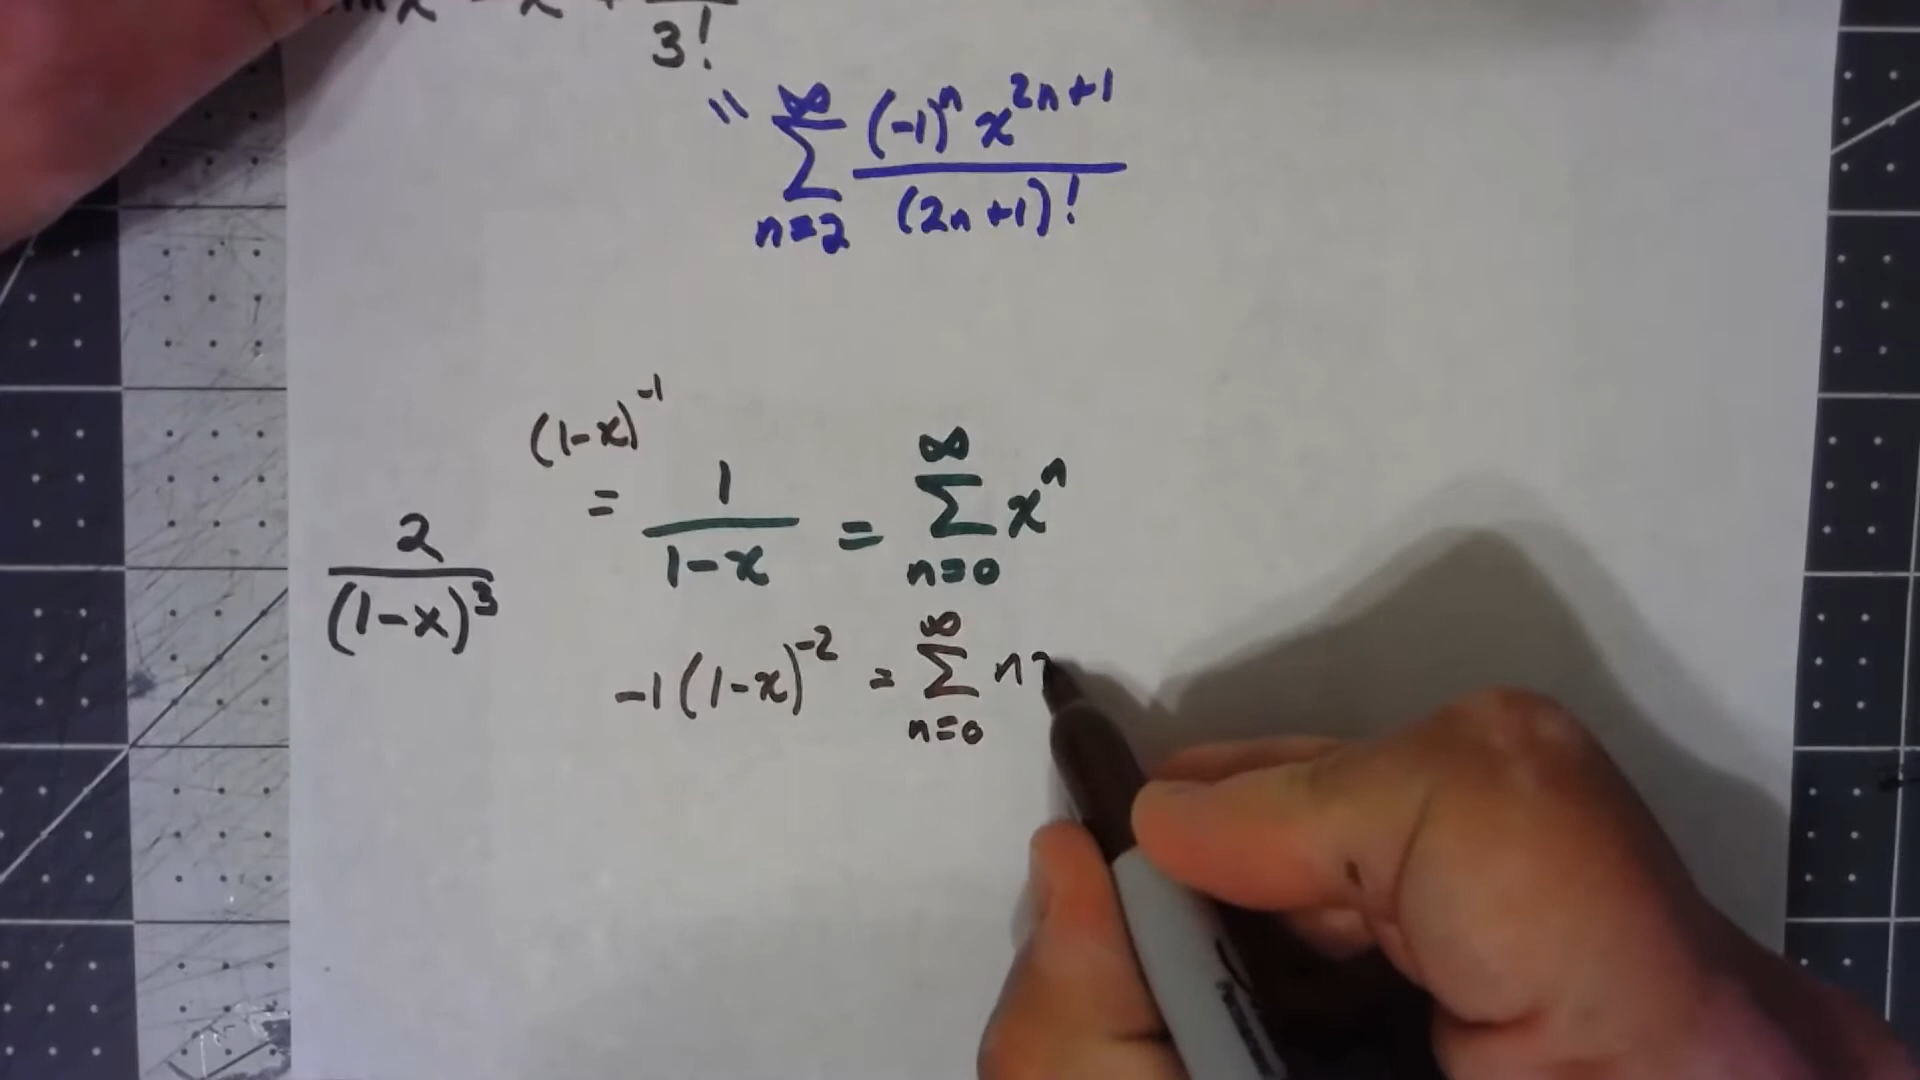 3!
" ∞ Σ n=2 (-1)^n x^{2n+1} / (2n+1)!
(1-x)^{-1}
= 1 / 1-x = ∞ Σ n=0 x^n
2 / (1-x)^3
-1(1-x)^{-2} = ∞ Σ n=0 n